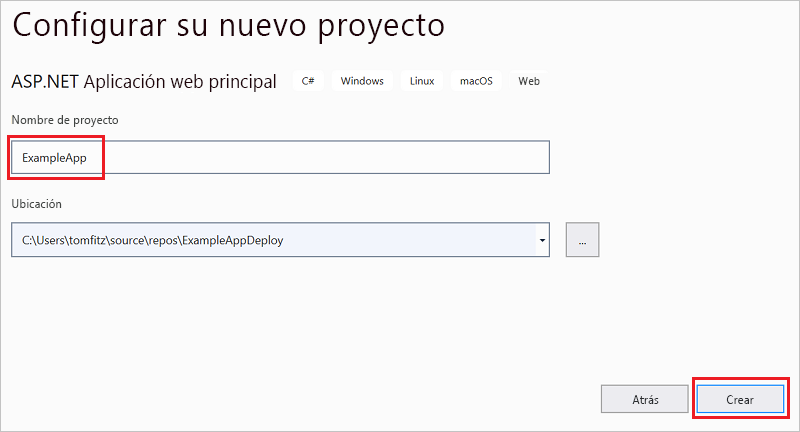 Configurar su nuevo proyecto
ASP.NET Aplicación web principal C# Windows Linux macOS Web
Nombre de proyecto
ExampleApp
Ubicación
C:\Users\tomfitz\source\repos\ExampleAppDeploy ...
Atrás Crear